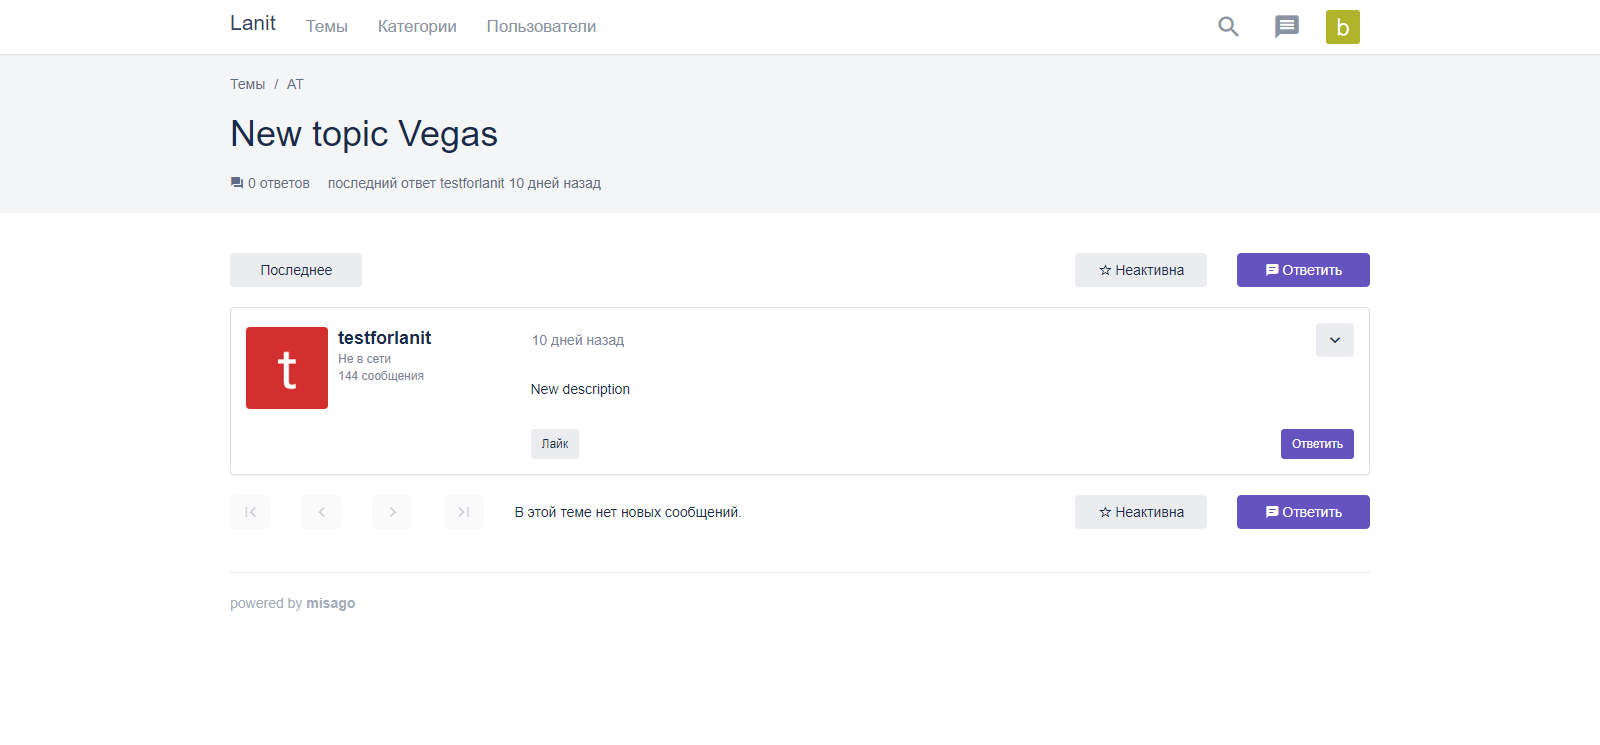 Lanit Темы Категории Пользователи b
Темы / АТ
New topic Vegas
0 ответов последний ответ testforlanit 10 дней назад
Последнее Неактивна Ответить
t
testforlanit
Не в сети
144 сообщения
10 дней назад
New description
Лайк Ответить
В этой теме нет новых сообщений. Неактивна Ответить
powered by misago